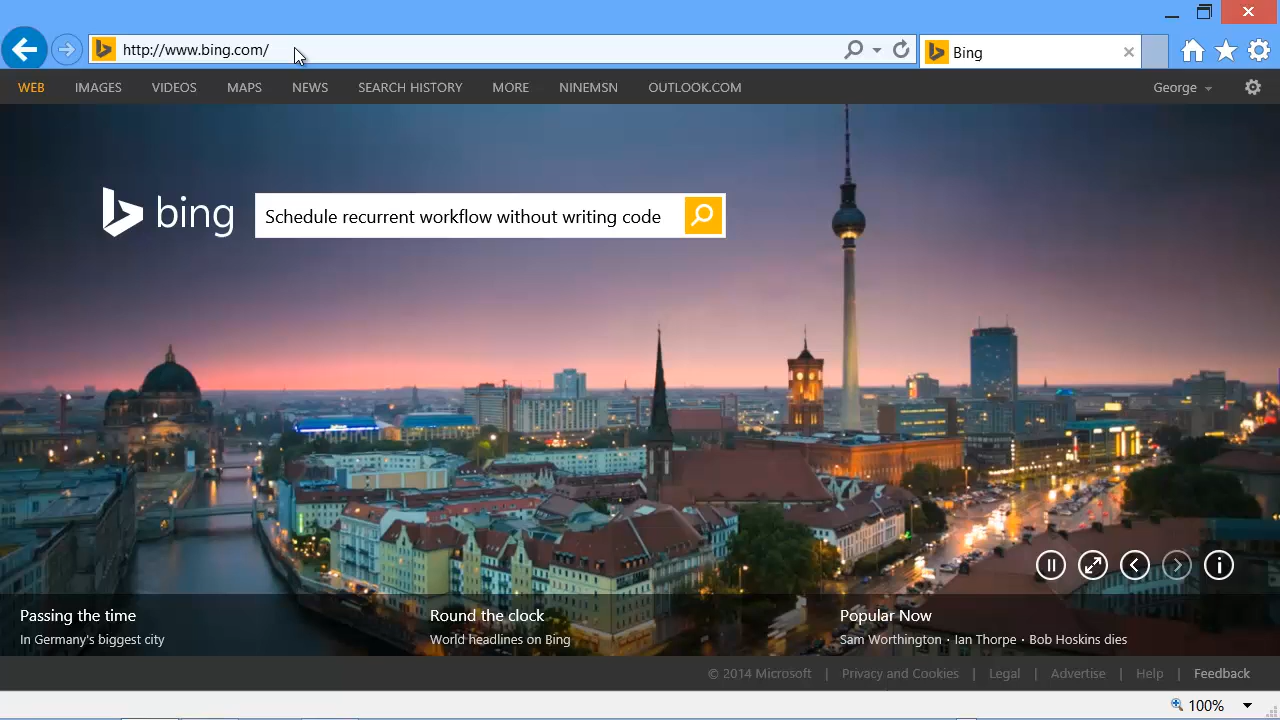 http://www.bing.com/
Bing
WEB IMAGES VIDEOS MAPS NEWS SEARCH HISTORY MORE NINEMSN OUTLOOK.COM George
bing
Schedule recurrent workflow without writing code
Passing the time
In Germany's biggest city
Round the clock
World headlines on Bing
Popular Now
Sam Worthington · Ian Thorpe · Bob Hoskins dies
© 2014 Microsoft | Privacy and Cookies | Legal | Advertise | Help | Feedback
100%